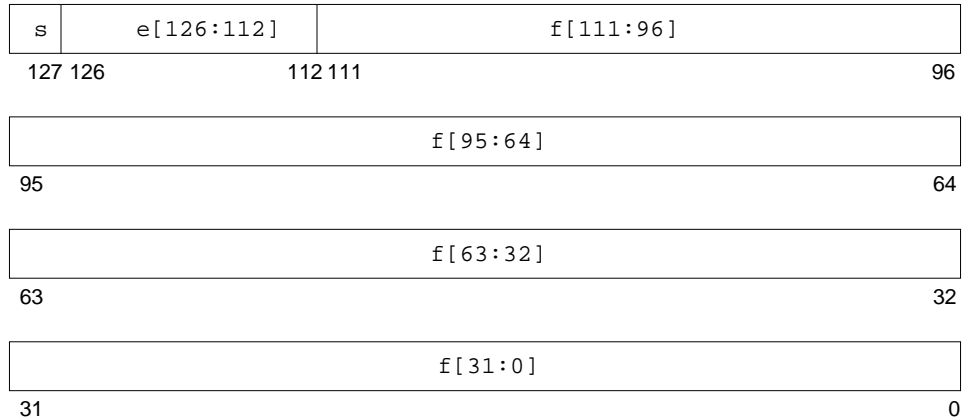 s e[126:112] f[111:96]
127 126 112 111 96
f[95:64]
95 64
f[63:32]
63 32
f[31:0]
31 0